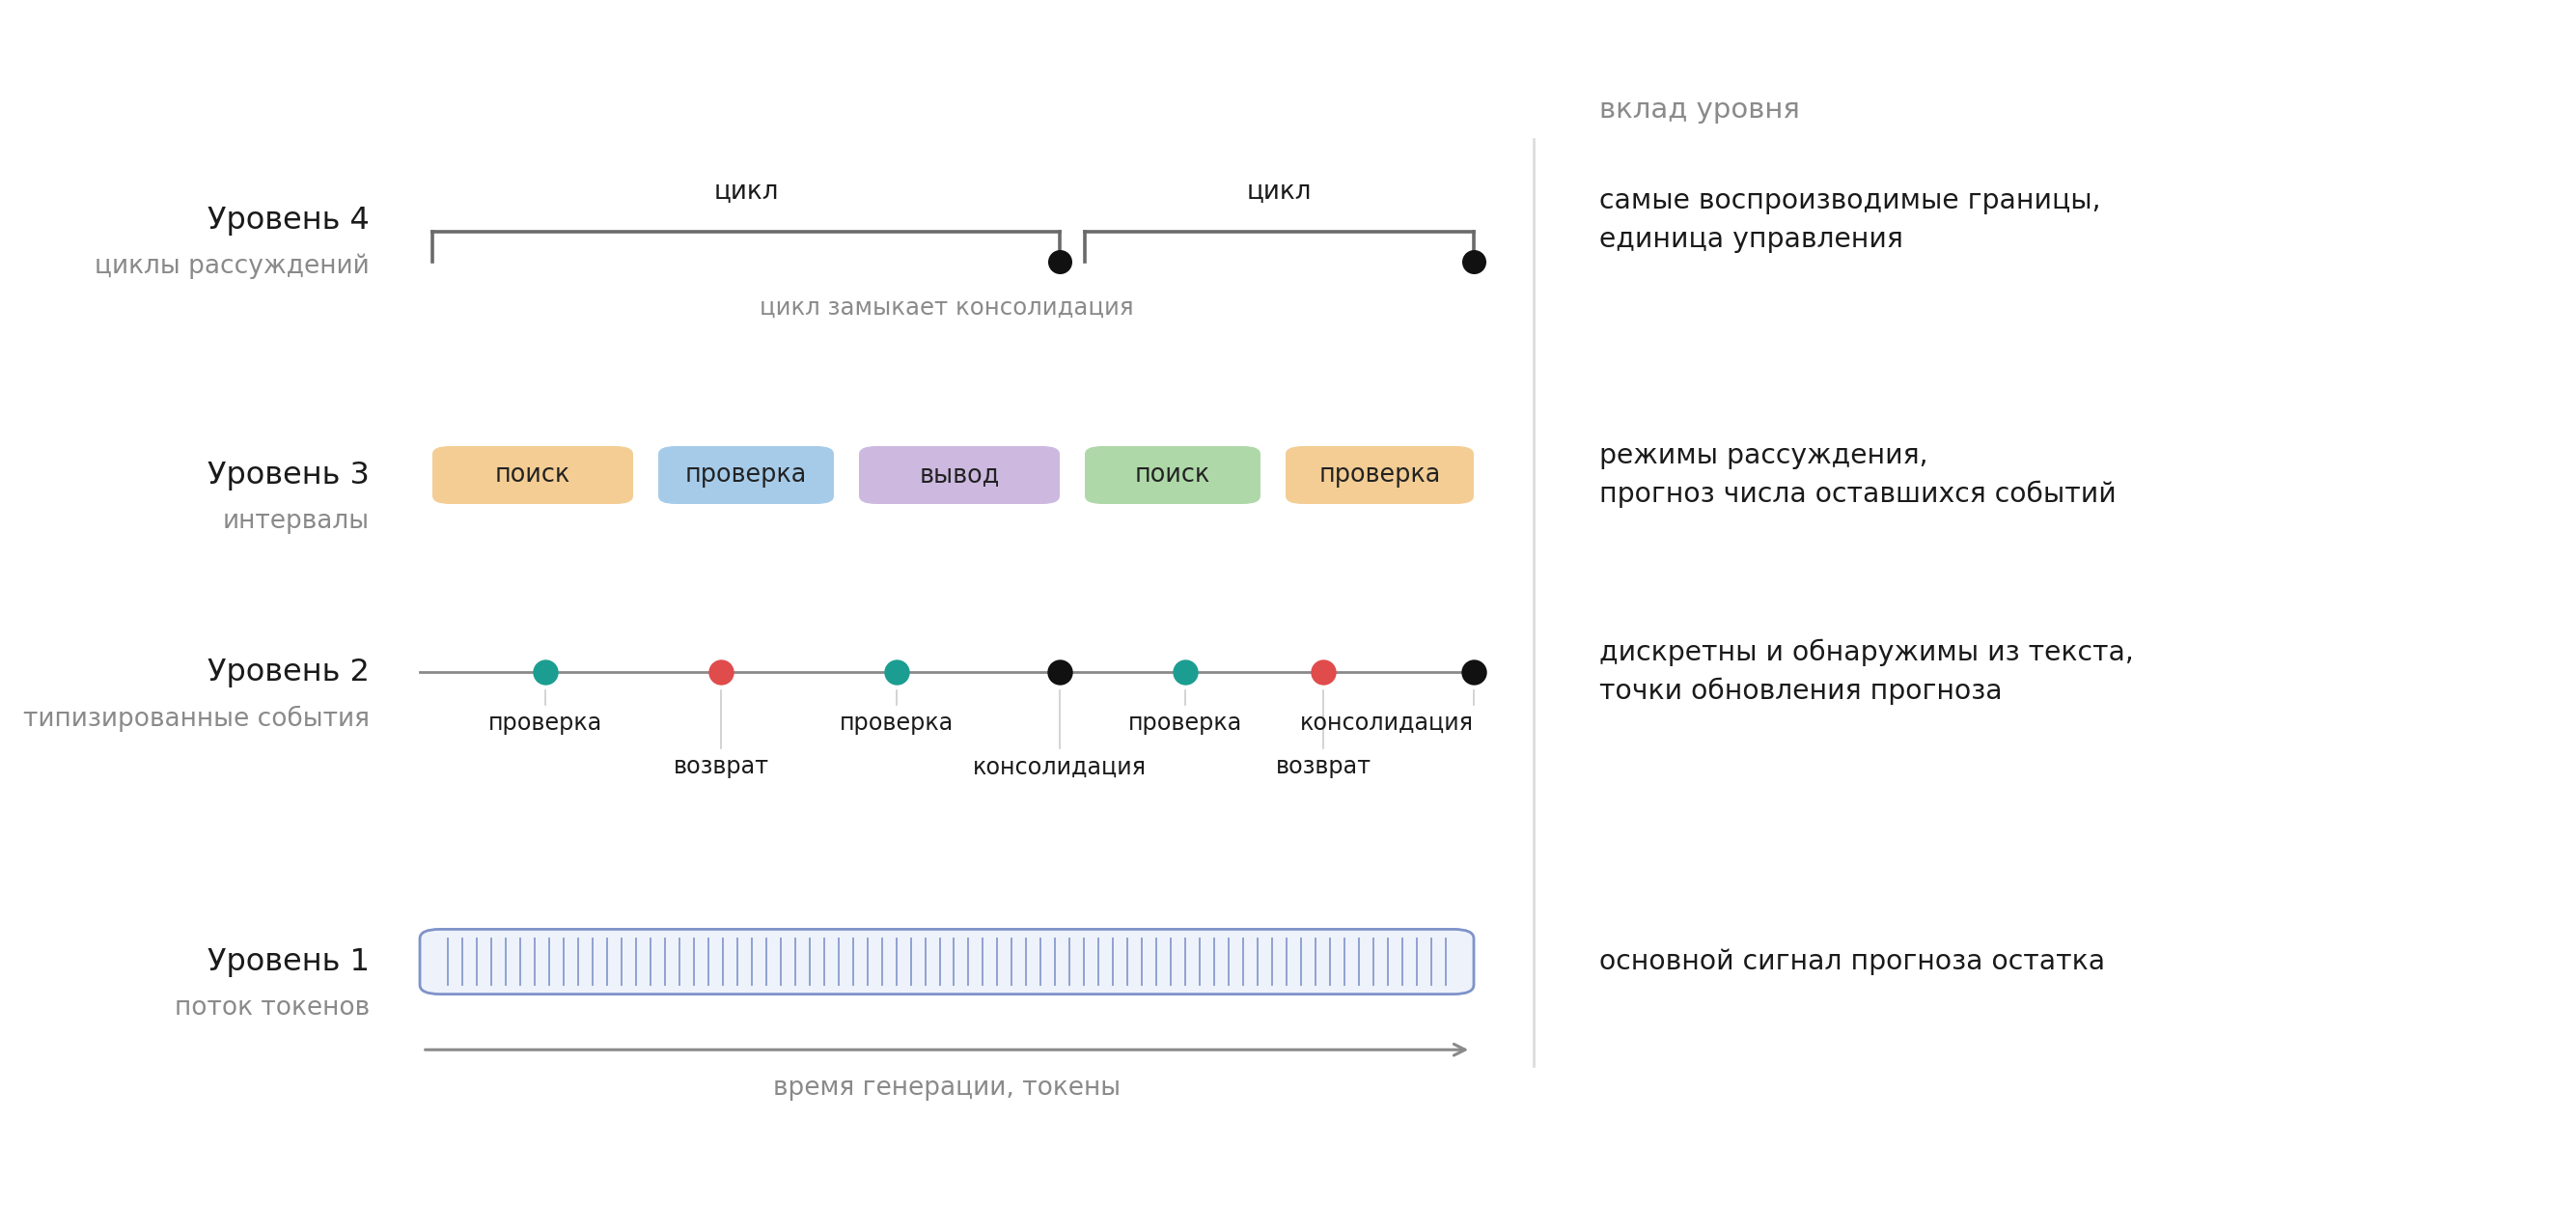 вклад уровня
Уровень 4
циклы рассуждений
цикл
цикл
цикл замыкает консолидация
самые воспроизводимые границы,
единица управления
Уровень 3
интервалы
поиск
проверка
вывод
поиск
проверка
режимы рассуждения,
прогноз числа оставшихся событий
Уровень 2
типизированные события
проверка
возврат
проверка
консолидация
проверка
возврат
консолидация
дискретны и обнаружимы из текста,
точки обновления прогноза
Уровень 1
поток токенов
основной сигнал прогноза остатка
время генерации, токены